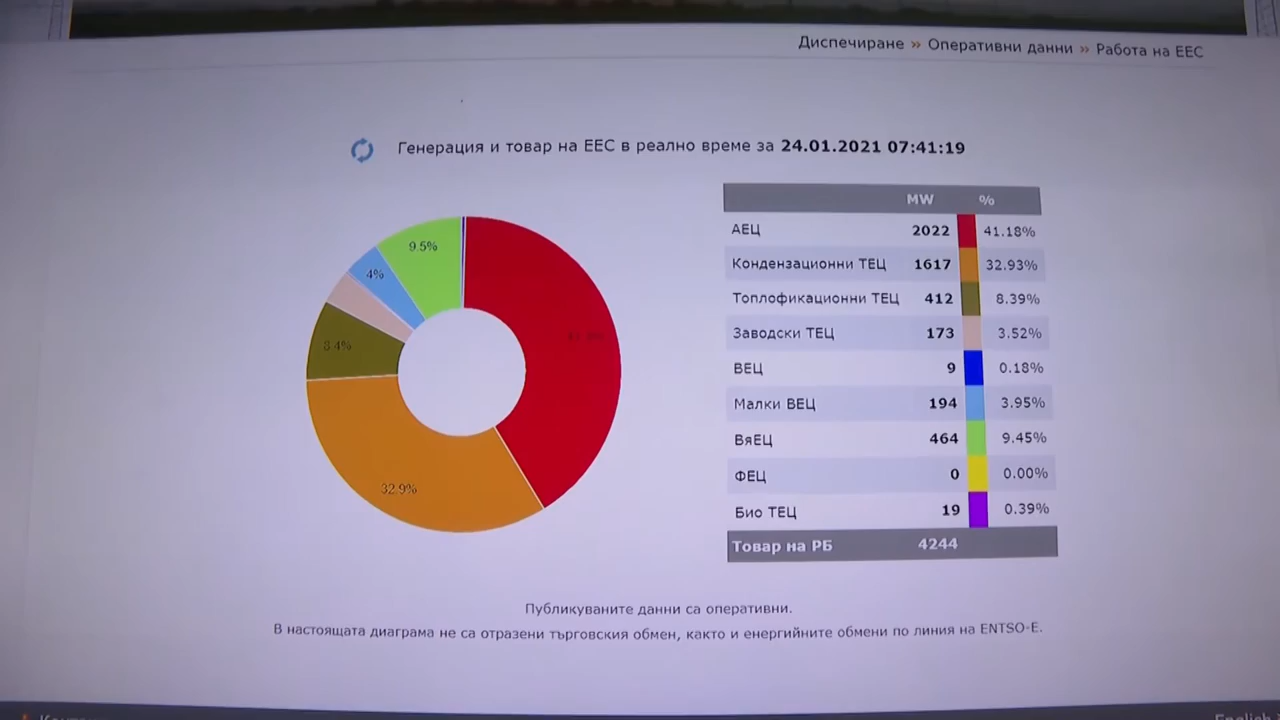 Диспечиране » Оперативни данни » Работа на ЕЕС
Генерация и товар на ЕЕС в реално време за 24.01.2021 07:41:19
MW %
АЕЦ 2022 41.18%
Кондензационни ТЕЦ 1617 32.93%
Топлофикационни ТЕЦ 412 8.39%
Заводски ТЕЦ 173 3.52%
ВЕЦ 9 0.18%
Малки ВЕЦ 194 3.95%
ВяЕЦ 464 9.45%
ФЕЦ 0 0.00%
Био ТЕЦ 19 0.39%
Товар на РБ 4244
9.5%
4%
8.4%
32.9%
Публикуваните данни са оперативни.
В настоящата диаграма не са отразени търговския обмен, както и енергийните обмени по линия на ENTSO-E.
English